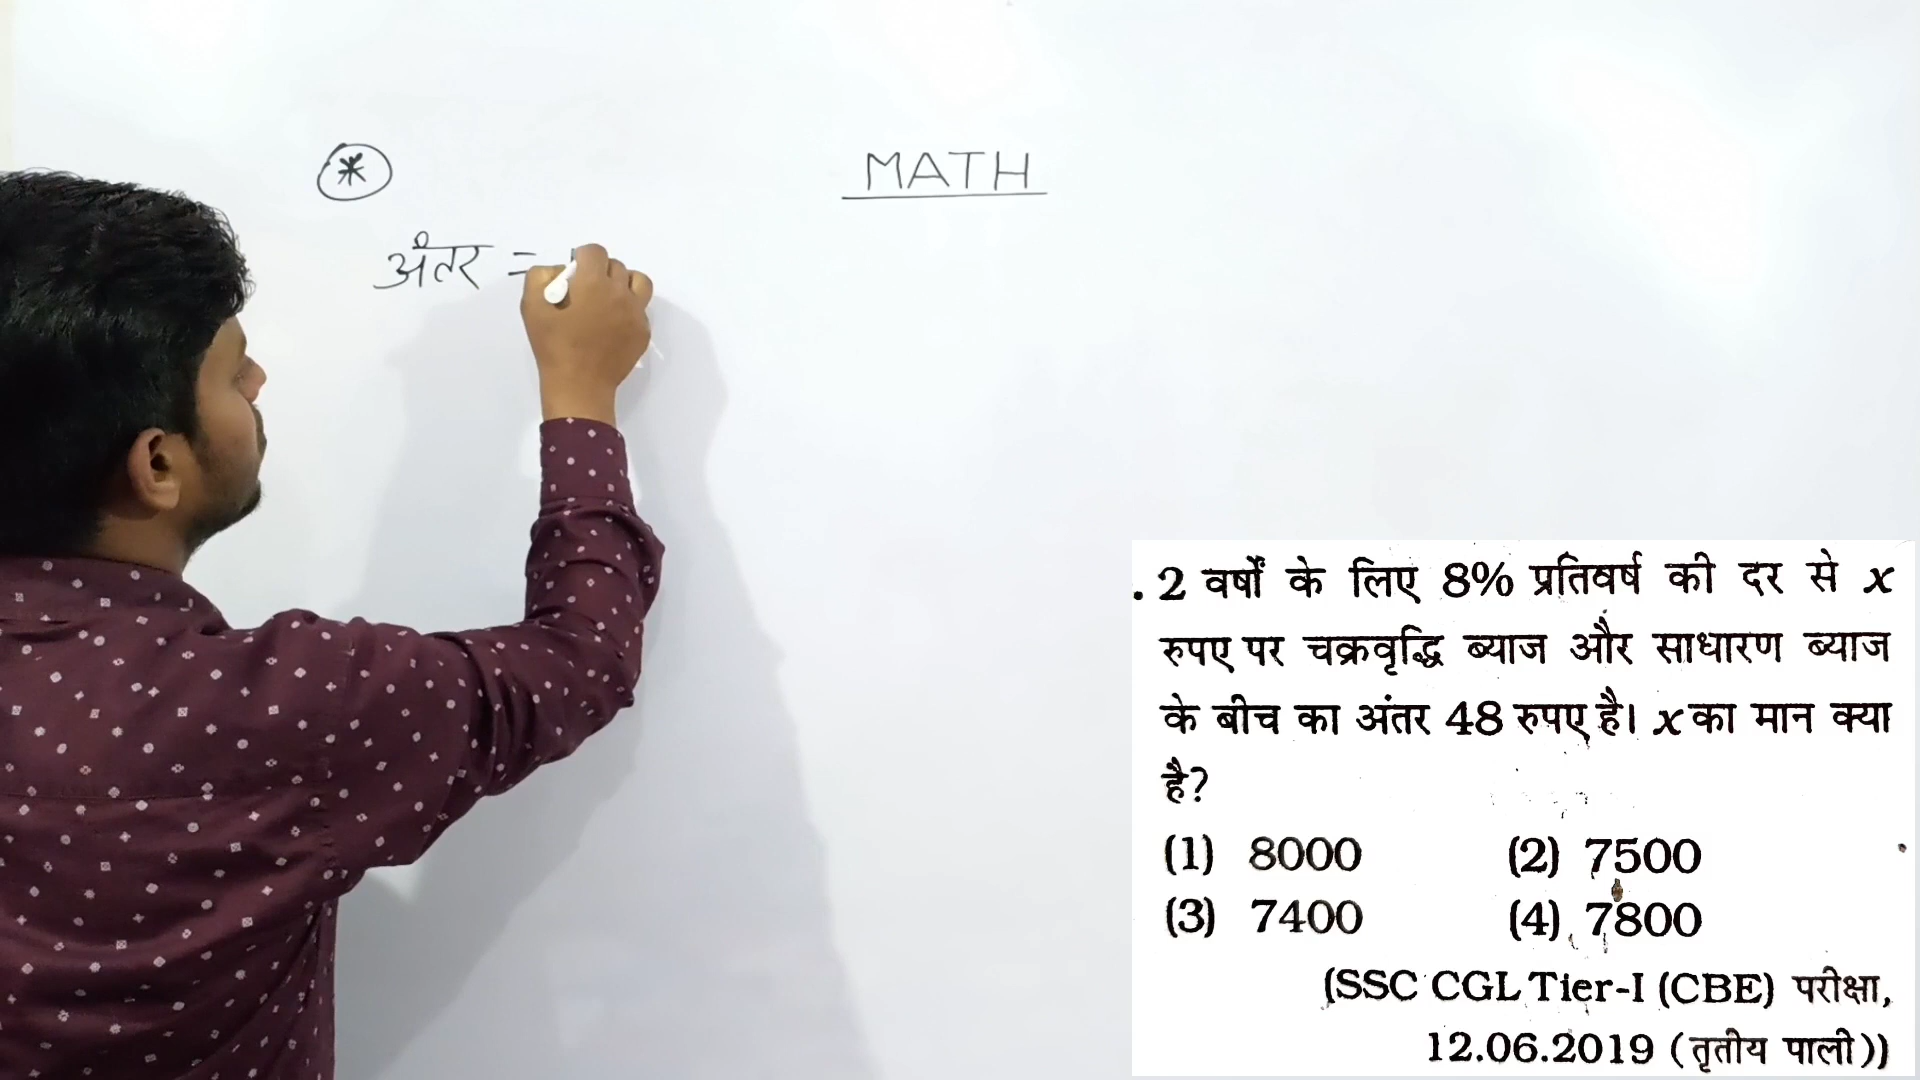 *
MATH
अंतर =
. 2 वर्षों के लिए 8% प्रतिवर्ष की दर से x
रुपए पर चक्रवृद्धि ब्याज और साधारण ब्याज
के बीच का अंतर 48 रुपए है। x का मान क्या
है?
(1) 8000 (2) 7500
(3) 7400 (4) 7800
(SSC CGL Tier-I (CBE) परीक्षा,
12.06.2019 (तृतीय पाली))